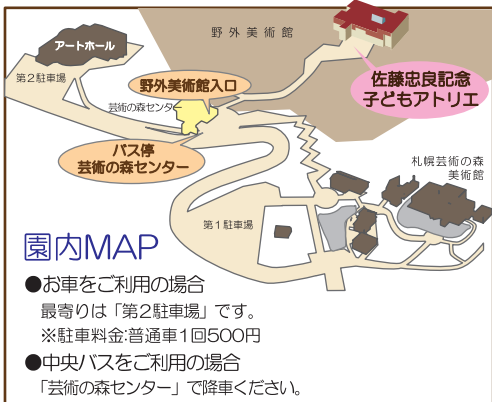 アートホール
野外美術館
第2駐車場
野外美術館入口
芸術の森センター
佐藤忠良記念
子どもアトリエ
バス停
芸術の森センター
札幌芸術の森
美術館
第1駐車場
園内MAP
●お車をご利用の場合
最寄りは「第2駐車場」です。
※駐車料金:普通車1回500円
●中央バスをご利用の場合
「芸術の森センター」で降車ください。